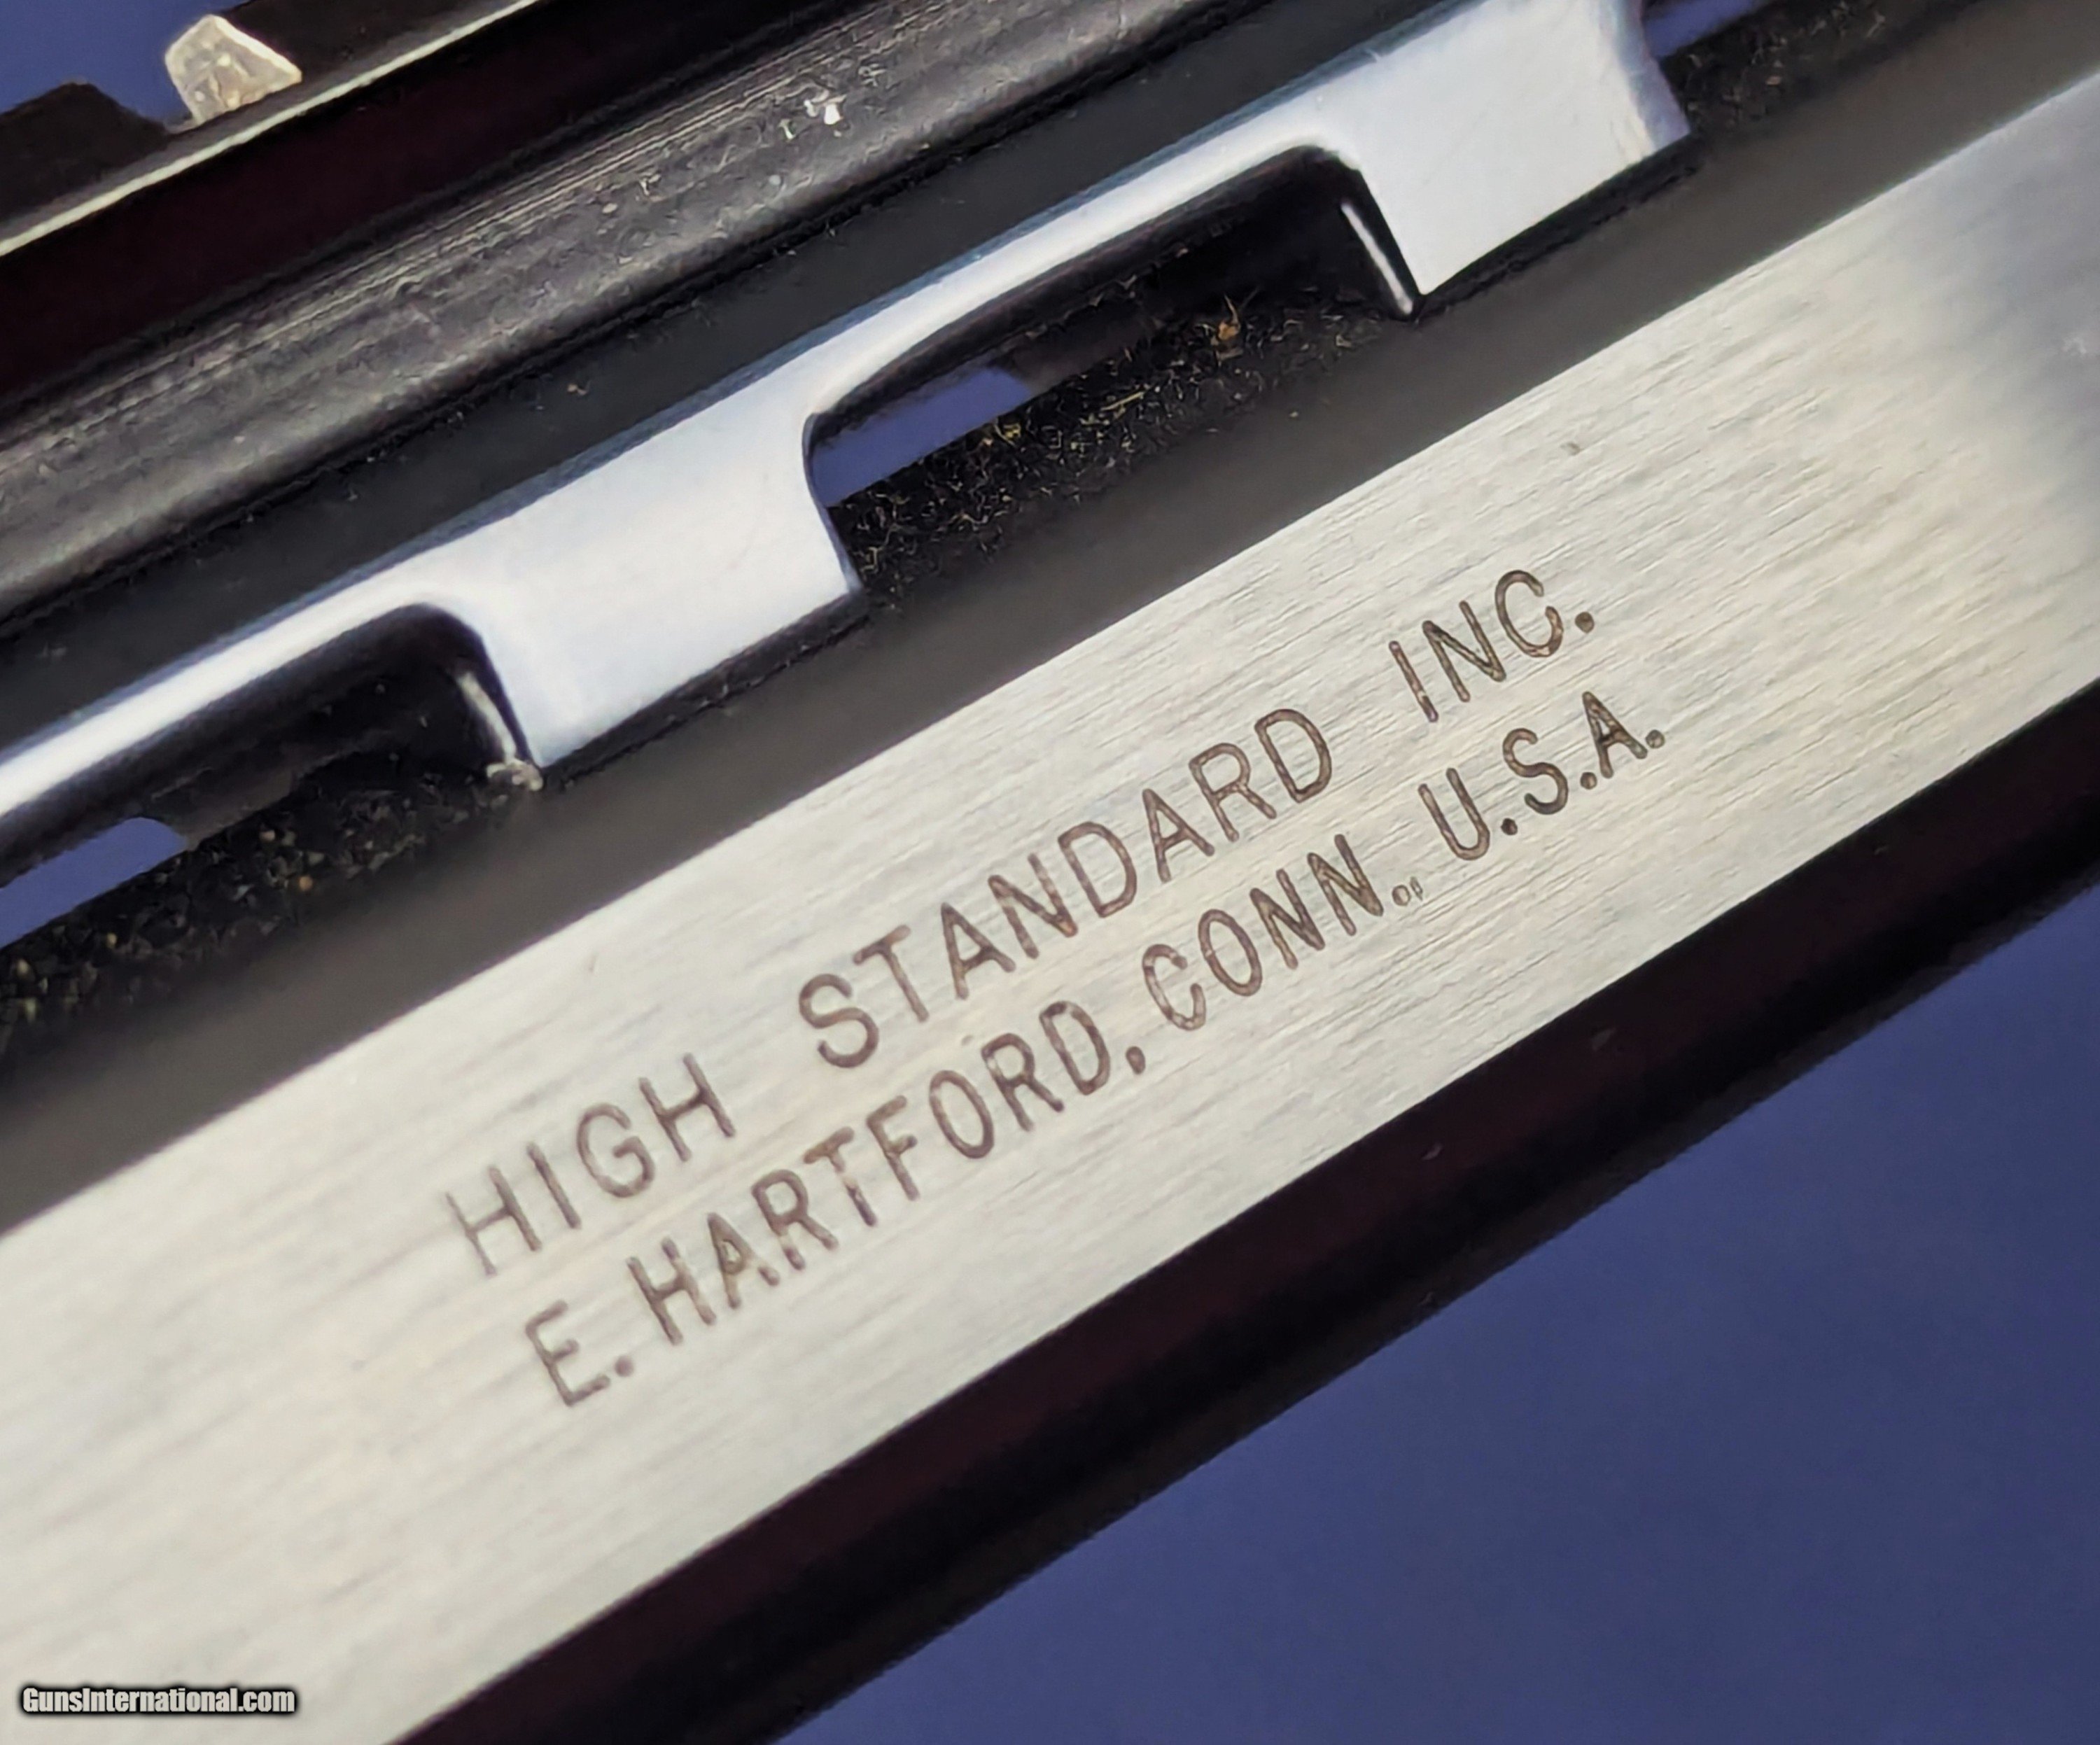 HIGH STANDARD INC.
E. HARTFORD, CONN., U.S.A.
GunsInternational.com